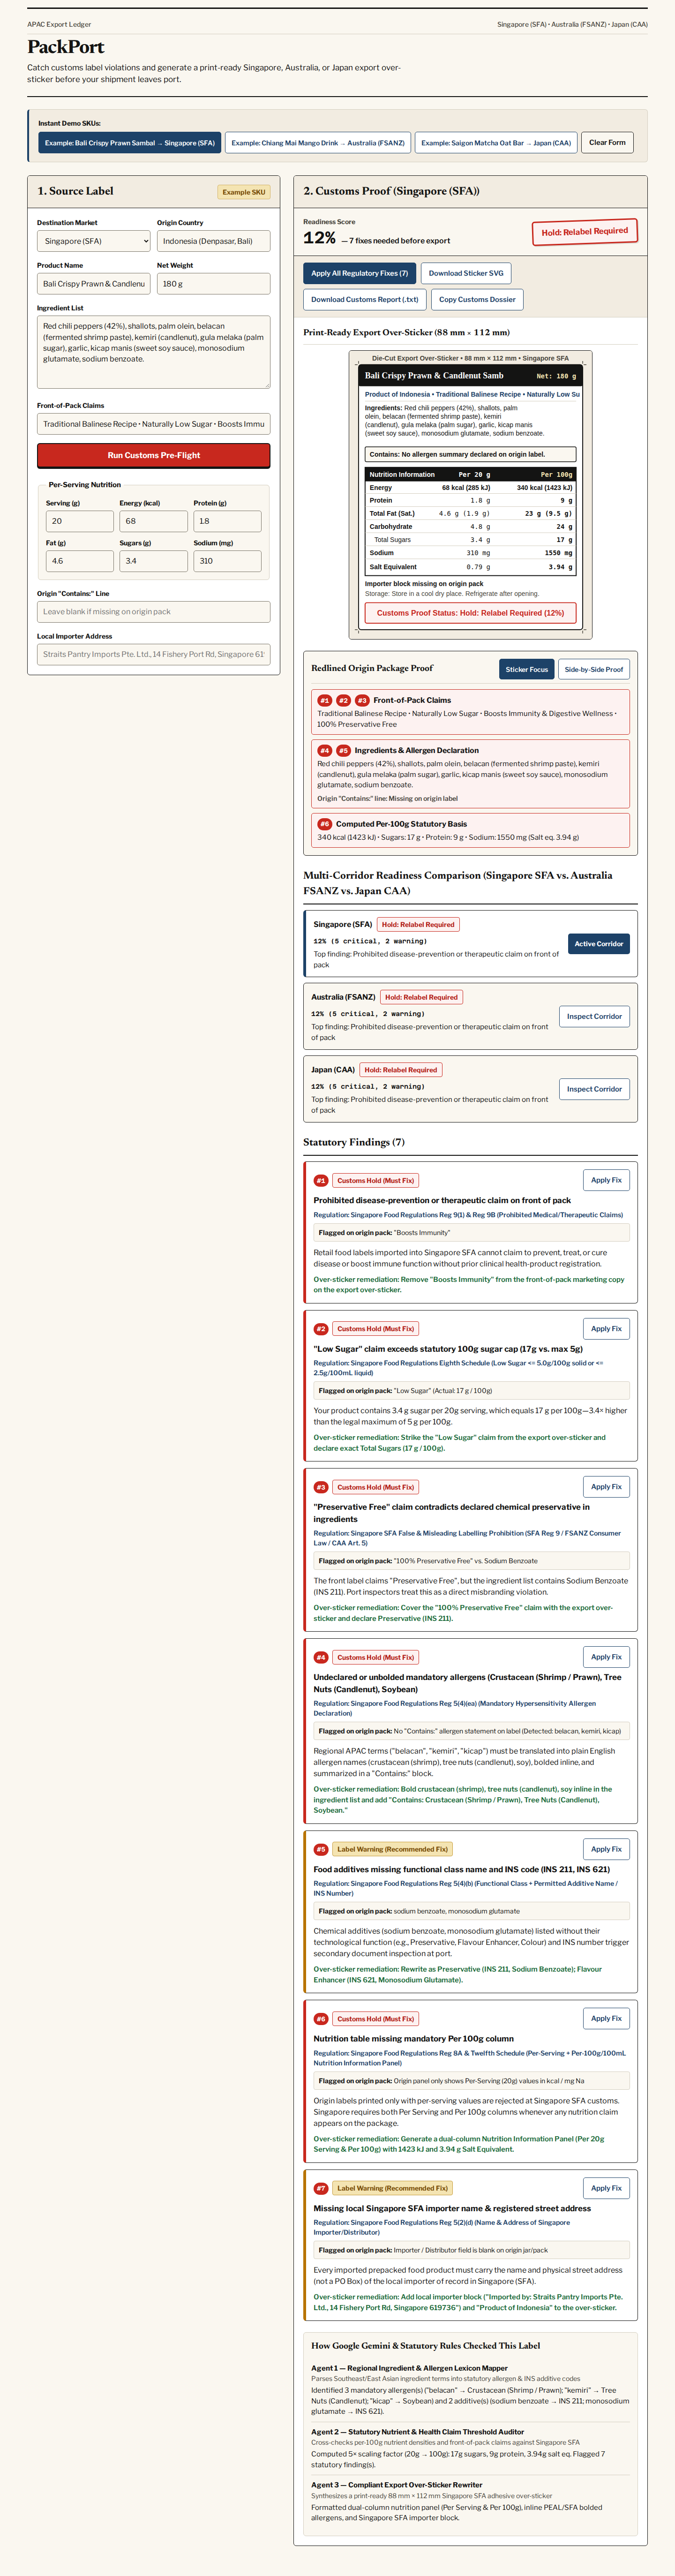 APAC Export Ledger
Singapore (SFA) • Australia (FSANZ) • Japan (CAA)
PackPort
Catch customs label violations and generate a print-ready Singapore, Australia, or Japan export over-
sticker before your shipment leaves port.
Instant Demo SKUs:
Example: Bali Crispy Prawn Sambal → Singapore (SFA)
Example: Chiang Mai Mango Drink → Australia (FSANZ)
Example: Saigon Matcha Oat Bar → Japan (CAA)
Clear Form
1. Source Label
Example SKU
Destination Market
Origin Country
Singapore (SFA)
Indonesia (Denpasar, Bali)
Product Name
Net Weight
Bali Crispy Prawn & Candlenu
180 g
Ingredient List
Red chili peppers (42%), shallots, palm olein, belacan
(fermented shrimp paste), kemiri (candlenut), gula melaka (palm
sugar), garlic, kicap manis (sweet soy sauce), monosodium
glutamate, sodium benzoate.
Front-of-Pack Claims
Traditional Balinese Recipe • Naturally Low Sugar • Boosts Immu
Run Customs Pre-Flight
Per-Serving Nutrition
Serving (g)
Energy (kcal)
Protein (g)
20
68
1.8
Fat (g)
Sugars (g)
Sodium (mg)
4.6
3.4
310
Origin "Contains:" Line
Leave blank if missing on origin pack
Local Importer Address
Straits Pantry Imports Pte. Ltd., 14 Fishery Port Rd, Singapore 619
2. Customs Proof (Singapore (SFA))
Readiness Score
12% — 7 fixes needed before export
Hold: Relabel Required
Apply All Regulatory Fixes (7)
Download Sticker SVG
Download Customs Report (.txt)
Copy Customs Dossier
Print-Ready Export Over-Sticker (88 mm × 112 mm)
Die-Cut Export Over-Sticker • 88 mm × 112 mm • Singapore SFA
Bali Crispy Prawn & Candlenut Samb
Net: 180 g
Product of Indonesia • Traditional Balinese Recipe • Naturally Low Su
Ingredients: Red chili peppers (42%), shallots, palm
olein, belacan (fermented shrimp paste), kemiri
(candlenut), gula melaka (palm sugar), garlic, kicap manis
(sweet soy sauce), monosodium glutamate, sodium benzoate.
Contains: No allergen summary declared on origin label.
Nutrition Information Per 20 g Per 100g
Energy 68 kcal (285 kJ) 340 kcal (1423 kJ)
Protein 1.8 g 9 g
Total Fat (Sat.) 4.6 g (1.9 g) 23 g (9.5 g)
Carbohydrate 4.8 g 24 g
Total Sugars 3.4 g 17 g
Sodium 310 mg 1550 mg
Salt Equivalent 0.79 g 3.94 g
Importer block missing on origin pack
Storage: Store in a cool dry place. Refrigerate after opening.
Customs Proof Status: Hold: Relabel Required (12%)
Redlined Origin Package Proof
Sticker Focus
Side-by-Side Proof
#1 #2 #3 Front-of-Pack Claims
Traditional Balinese Recipe • Naturally Low Sugar • Boosts Immunity & Digestive Wellness •
100% Preservative Free
#4 #5 Ingredients & Allergen Declaration
Red chili peppers (42%), shallots, palm olein, belacan (fermented shrimp paste), kemiri
(candlenut), gula melaka (palm sugar), garlic, kicap manis (sweet soy sauce), monosodium
glutamate, sodium benzoate.
Origin "Contains:" line: Missing on origin label
#6 Computed Per-100g Statutory Basis
340 kcal (1423 kJ) • Sugars: 17 g • Protein: 9 g • Sodium: 1550 mg (Salt eq. 3.94 g)
Multi-Corridor Readiness Comparison (Singapore SFA vs. Australia
FSANZ vs. Japan CAA)
Singapore (SFA) Hold: Relabel Required
12% (5 critical, 2 warning)
Top finding: Prohibited disease-prevention or therapeutic claim on front of
pack
Active Corridor
Australia (FSANZ) Hold: Relabel Required
12% (5 critical, 2 warning)
Top finding: Prohibited disease-prevention or therapeutic claim on front
of pack
Inspect Corridor
Japan (CAA) Hold: Relabel Required
12% (5 critical, 2 warning)
Top finding: Prohibited disease-prevention or therapeutic claim on front
of pack
Inspect Corridor
Statutory Findings (7)
#1 Customs Hold (Must Fix)
Apply Fix
Prohibited disease-prevention or therapeutic claim on front of pack
Regulation: Singapore Food Regulations Reg 9(1) & Reg 9B (Prohibited Medical/Therapeutic Claims)
Flagged on origin pack: "Boosts Immunity"
Retail food labels imported into Singapore SFA cannot claim to prevent, treat, or cure
disease or boost immune function without prior clinical health-product registration.
Over-sticker remediation: Remove "Boosts Immunity" from the front-of-pack marketing copy
on the export over-sticker.
#2 Customs Hold (Must Fix)
Apply Fix
"Low Sugar" claim exceeds statutory 100g sugar cap (17g vs. max 5g)
Regulation: Singapore Food Regulations Eighth Schedule (Low Sugar <= 5.0g/100g solid or <=
2.5g/100mL liquid)
Flagged on origin pack: "Low Sugar" (Actual: 17 g / 100g)
Your product contains 3.4 g sugar per 20g serving, which equals 17 g per 100g—3.4× higher
than the legal maximum of 5 g per 100g.
Over-sticker remediation: Strike the "Low Sugar" claim from the export over-sticker and
declare exact Total Sugars (17 g / 100g).
#3 Customs Hold (Must Fix)
Apply Fix
"Preservative Free" claim contradicts declared chemical preservative in
ingredients
Regulation: Singapore SFA False & Misleading Labelling Prohibition (SFA Reg 9 / FSANZ Consumer
Law / CAA Art. 5)
Flagged on origin pack: "100% Preservative Free" vs. Sodium Benzoate
The front label claims "Preservative Free", but the ingredient list contains Sodium Benzoate
(INS 211). Port inspectors treat this as a direct misbranding violation.
Over-sticker remediation: Cover the "100% Preservative Free" claim with the export over-
sticker and declare Preservative (INS 211).
#4 Customs Hold (Must Fix)
Apply Fix
Undeclared or unbolded mandatory allergens (Crustacean (Shrimp / Prawn), Tree
Nuts (Candlenut), Soybean)
Regulation: Singapore Food Regulations Reg 5(4)(ea) (Mandatory Hypersensitivity Allergen
Declaration)
Flagged on origin pack: No "Contains:" allergen statement on label (Detected: belacan, kemiri, kicap)
Regional APAC terms ("belacan", "kemiri", "kicap") must be translated into plain English
allergen names (crustacean (shrimp), tree nuts (candlenut), soy), bolded inline, and
summarized in a "Contains:" block.
Over-sticker remediation: Bold crustacean (shrimp), tree nuts (candlenut), soy inline in the
ingredient list and add "Contains: Crustacean (Shrimp / Prawn), Tree Nuts (Candlenut),
Soybean."
#5 Label Warning (Recommended Fix)
Apply Fix
Food additives missing functional class name and INS code (INS 211, INS 621)
Regulation: Singapore Food Regulations Reg 5(4)(b) (Functional Class + Permitted Additive Name /
INS Number)
Flagged on origin pack: sodium benzoate, monosodium glutamate
Chemical additives (sodium benzoate, monosodium glutamate) listed without their
technological function (e.g., Preservative, Flavour Enhancer, Colour) and INS number trigger
secondary document inspection at port.
Over-sticker remediation: Rewrite as Preservative (INS 211, Sodium Benzoate); Flavour
Enhancer (INS 621, Monosodium Glutamate).
#6 Customs Hold (Must Fix)
Apply Fix
Nutrition table missing mandatory Per 100g column
Regulation: Singapore Food Regulations Reg 8A & Twelfth Schedule (Per-Serving + Per-100g/100mL
Nutrition Information Panel)
Flagged on origin pack: Origin panel only shows Per-Serving (20g) values in kcal / mg Na
Origin labels printed only with per-serving values are rejected at Singapore SFA customs.
Singapore requires both Per Serving and Per 100g columns whenever any nutrition claim
appears on the package.
Over-sticker remediation: Generate a dual-column Nutrition Information Panel (Per 20g
Serving & Per 100g) with 1423 kJ and 3.94 g Salt Equivalent.
#7 Label Warning (Recommended Fix)
Apply Fix
Missing local Singapore SFA importer name & registered street address
Regulation: Singapore Food Regulations Reg 5(2)(d) (Name & Address of Singapore
Importer/Distributor)
Flagged on origin pack: Importer / Distributor field is blank on origin jar/pack
Every imported prepacked food product must carry the name and physical street address
(not a PO Box) of the local importer of record in Singapore (SFA).
Over-sticker remediation: Add local importer block ("Imported by: Straits Pantry Imports Pte.
Ltd., 14 Fishery Port Rd, Singapore 619736") and "Product of Indonesia" to the over-sticker.
How Google Gemini & Statutory Rules Checked This Label
Agent 1 — Regional Ingredient & Allergen Lexicon Mapper
Parses Southeast/East Asian ingredient terms into statutory allergen & INS additive codes
Identified 3 mandatory allergen(s) ("belacan" → Crustacean (Shrimp / Prawn); "kemiri" → Tree
Nuts (Candlenut); "kicap" → Soybean) and 2 additive(s) (sodium benzoate → INS 211; monosodium
glutamate → INS 621).
Agent 2 — Statutory Nutrient & Health Claim Threshold Auditor
Cross-checks per-100g nutrient densities and front-of-pack claims against Singapore SFA
Computed 5× scaling factor (20g → 100g): 17g sugars, 9g protein, 3.94g salt eq. Flagged 7
statutory finding(s).
Agent 3 — Compliant Export Over-Sticker Rewriter
Synthesizes a print-ready 88 mm × 112 mm Singapore SFA adhesive over-sticker
Formatted dual-column nutrition panel (Per Serving & Per 100g), inline PEAL/SFA bolded
allergens, and Singapore SFA importer block.